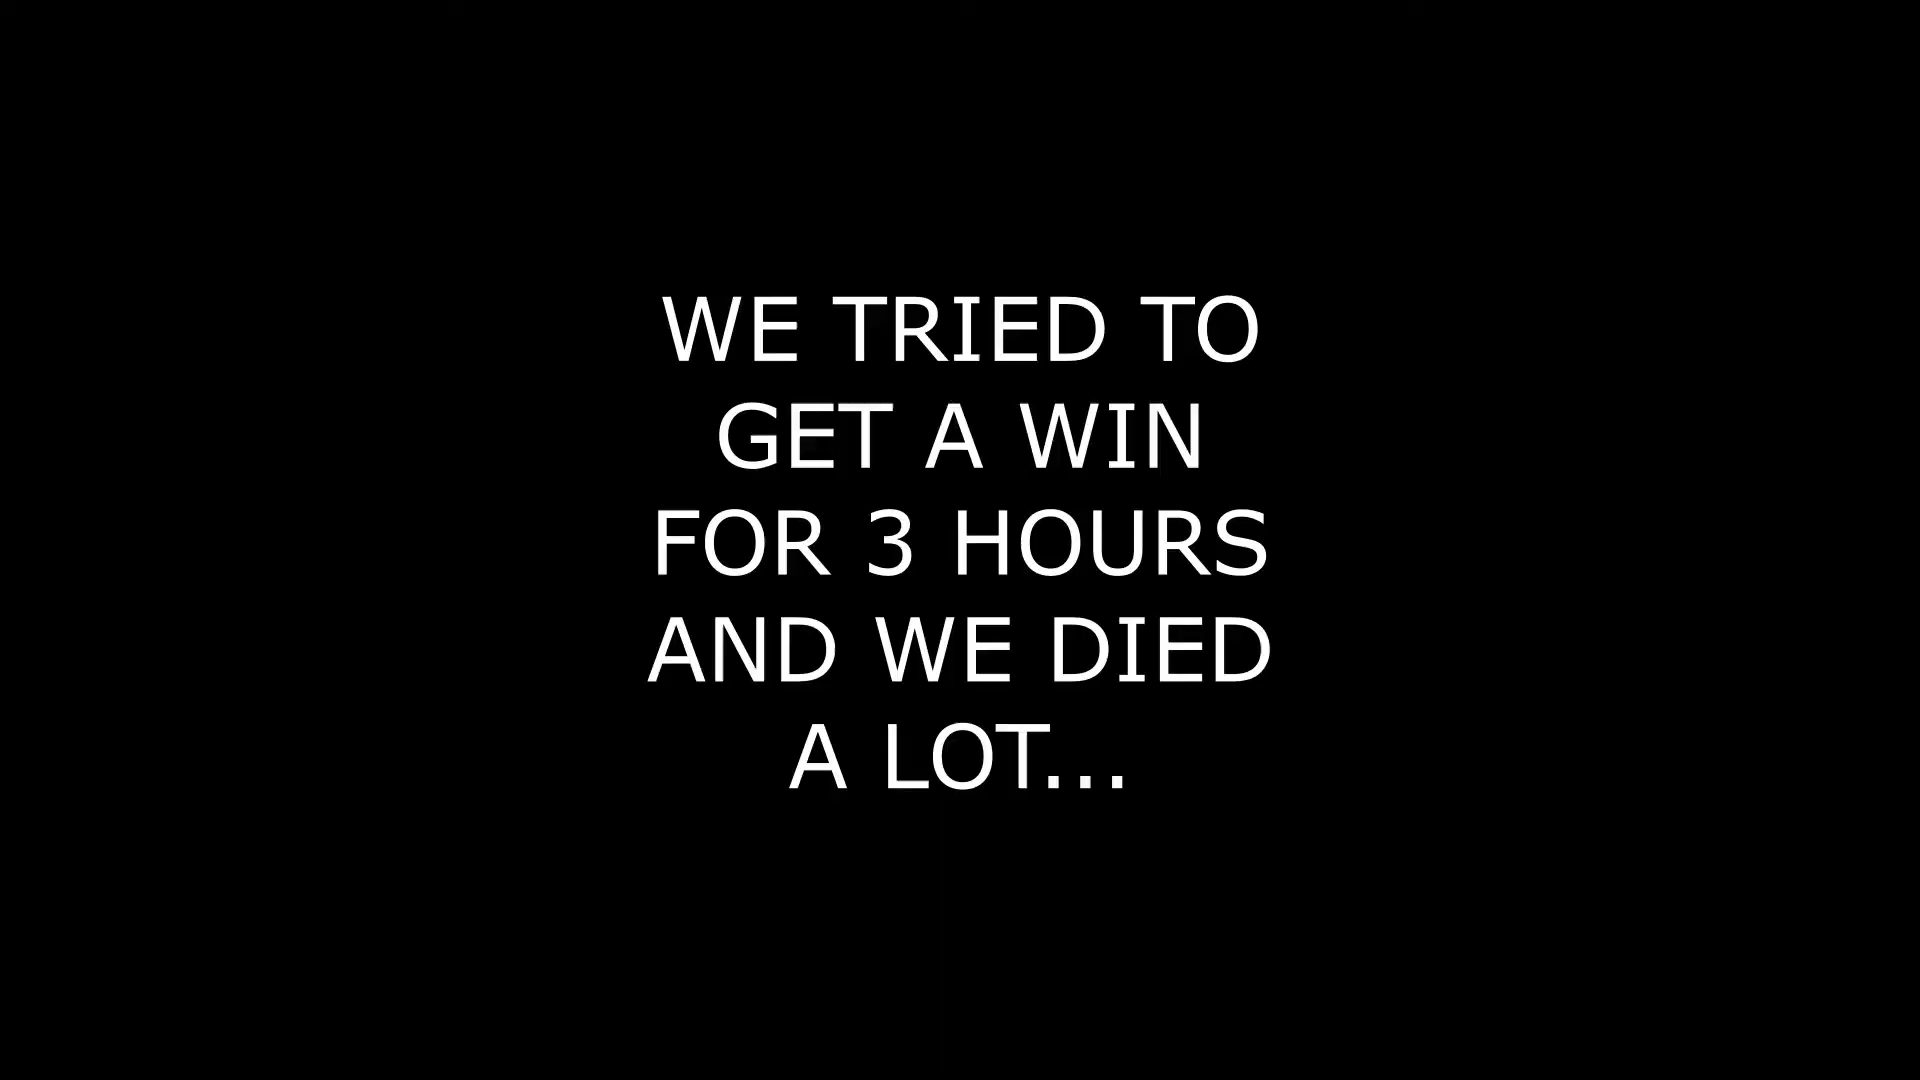 WE TRIED TO
GET A WIN
FOR 3 HOURS
AND WE DIED
A LOT...